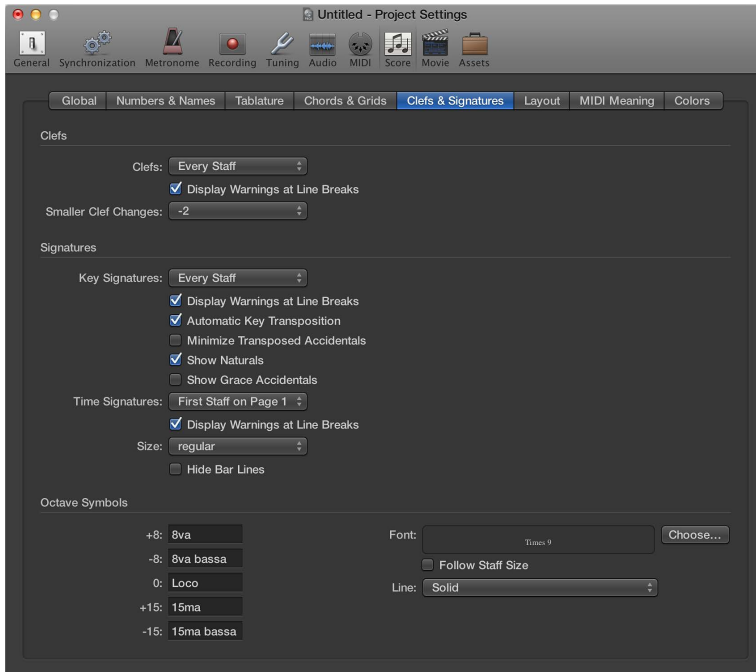 Untitled - Project Settings
General Synchronization Metronome Recording Tuning Audio MIDI Score Movie Assets
Global Numbers & Names Tablature Chords & Grids Clefs & Signatures Layout MIDI Meaning Colors
Clefs
Clefs: Every Staff
Display Warnings at Line Breaks
Smaller Clef Changes: -2
Signatures
Key Signatures: Every Staff
Display Warnings at Line Breaks
Automatic Key Transposition
Minimize Transposed Accidentals
Show Naturals
Show Grace Accidentals
Time Signatures: First Staff on Page 1
Display Warnings at Line Breaks
Size: regular
Hide Bar Lines
Octave Symbols
+8: 8va
-8: 8va bassa
0: Loco
+15: 15ma
-15: 15ma bassa
Font: Times 9 Choose...
Follow Staff Size
Line: Solid